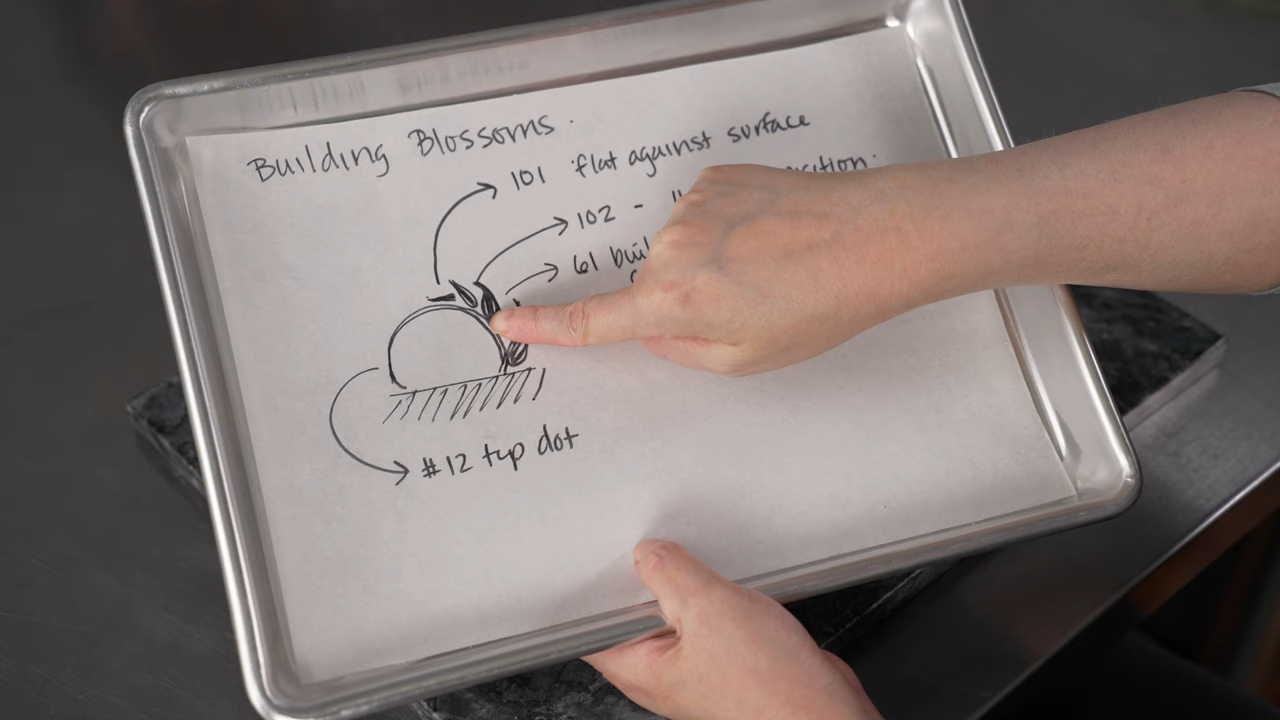 Building Blossoms.
101 flat against surface
102 -
61
#12 tip dot